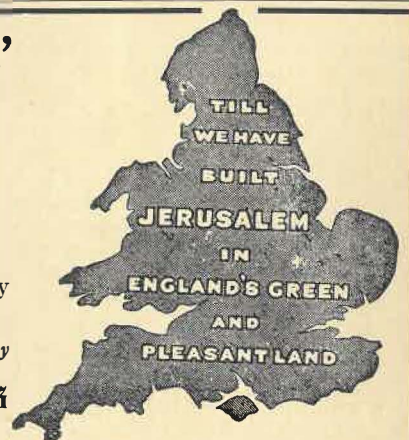 TILL
WE HAVE
BUILT
JERUSALEM
IN
ENGLAND'S GREEN
AND
PLEASANT LAND